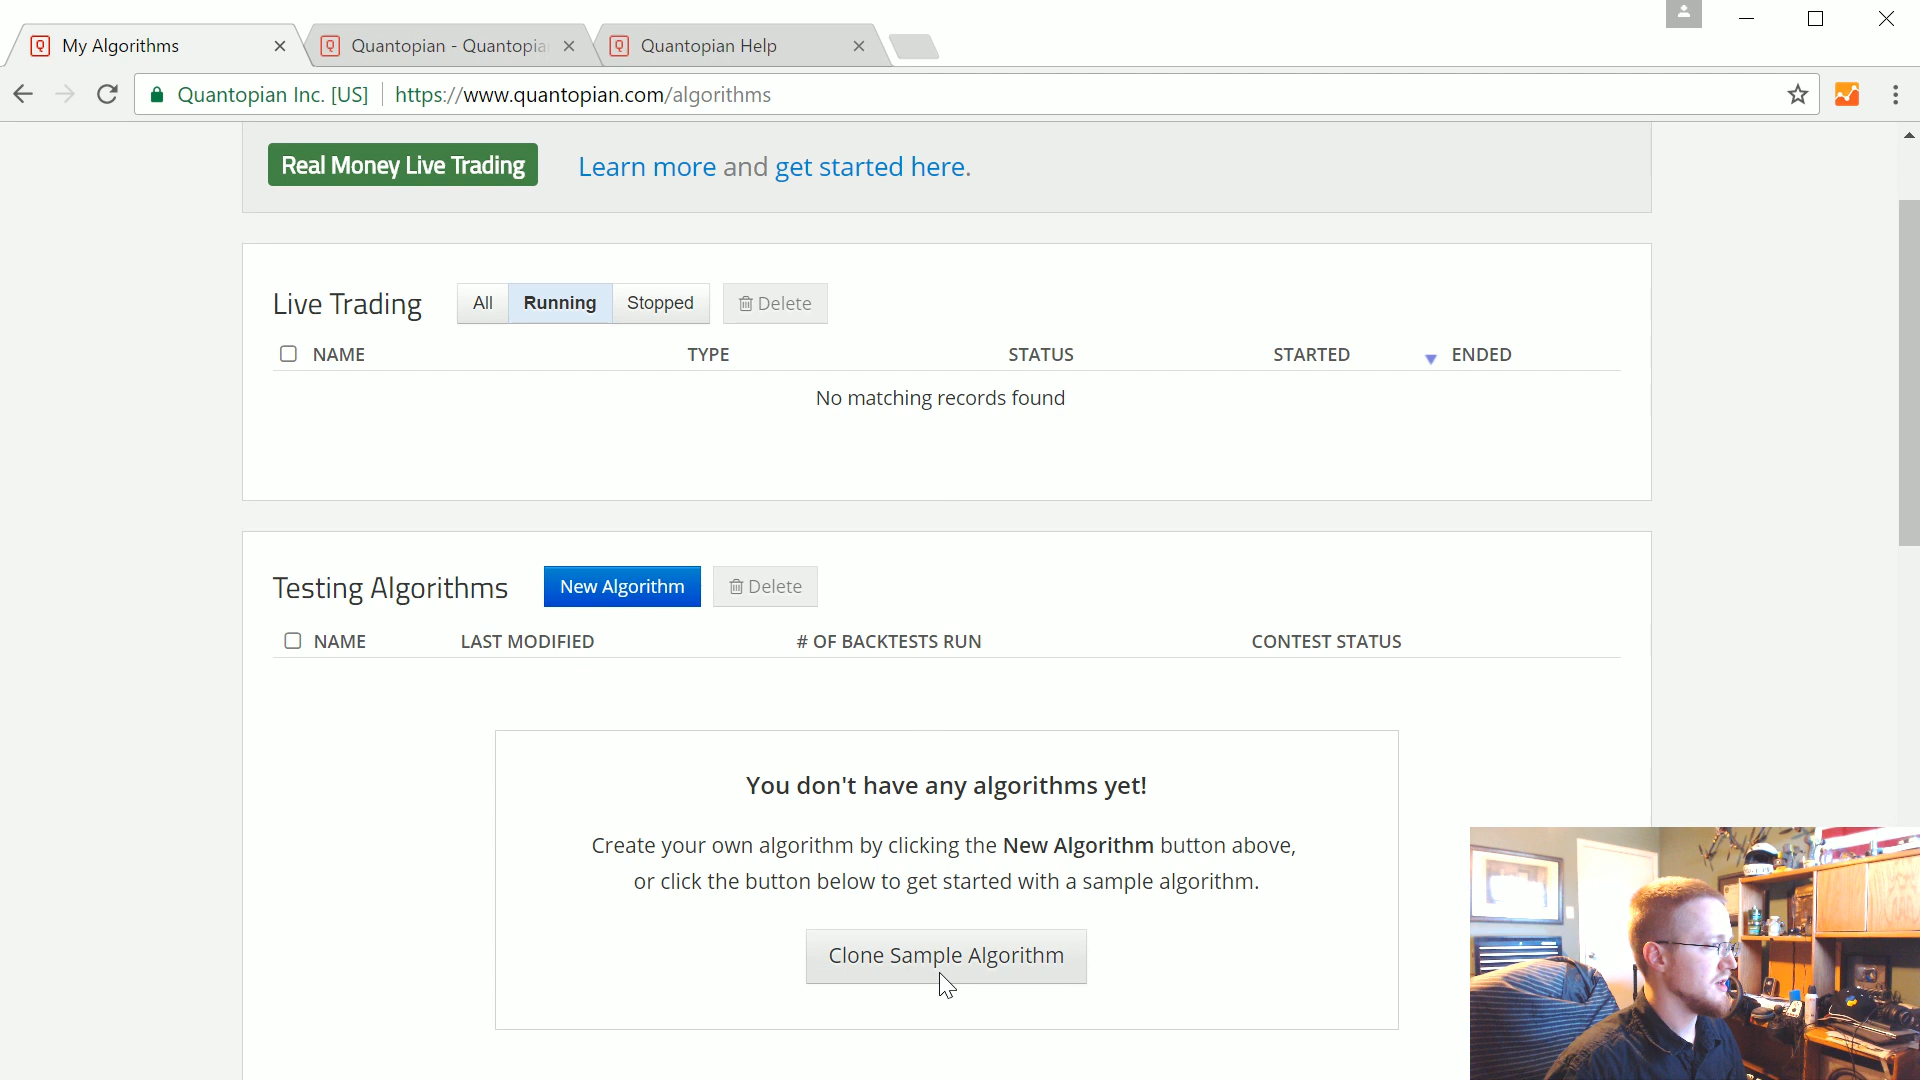 My Algorithms
Quantopian - Quantopia
Quantopian Help
Quantopian Inc. [US]
https://www.quantopian.com/algorithms
Real Money Live Trading
Learn more and get started here.
Live Trading
All
Running
Stopped
Delete
NAME
TYPE
STATUS
STARTED
ENDED
No matching records found
Testing Algorithms
New Algorithm
Delete
NAME
LAST MODIFIED
# OF BACKTESTS RUN
CONTEST STATUS
You don't have any algorithms yet!
Create your own algorithm by clicking the New Algorithm button above,
or click the button below to get started with a sample algorithm.
Clone Sample Algorithm